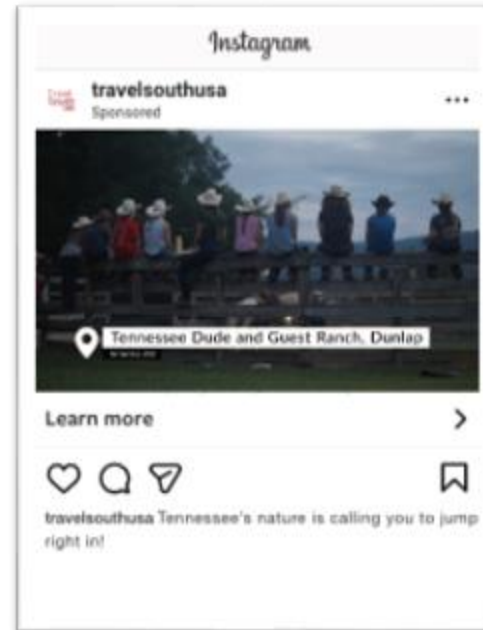 Instagram
travelsouthusa
Sponsored
Tennessee Dude and Guest Ranch, Dunlap
Learn more
travelsouthusa Tennessee's nature is calling you to jump
right in!